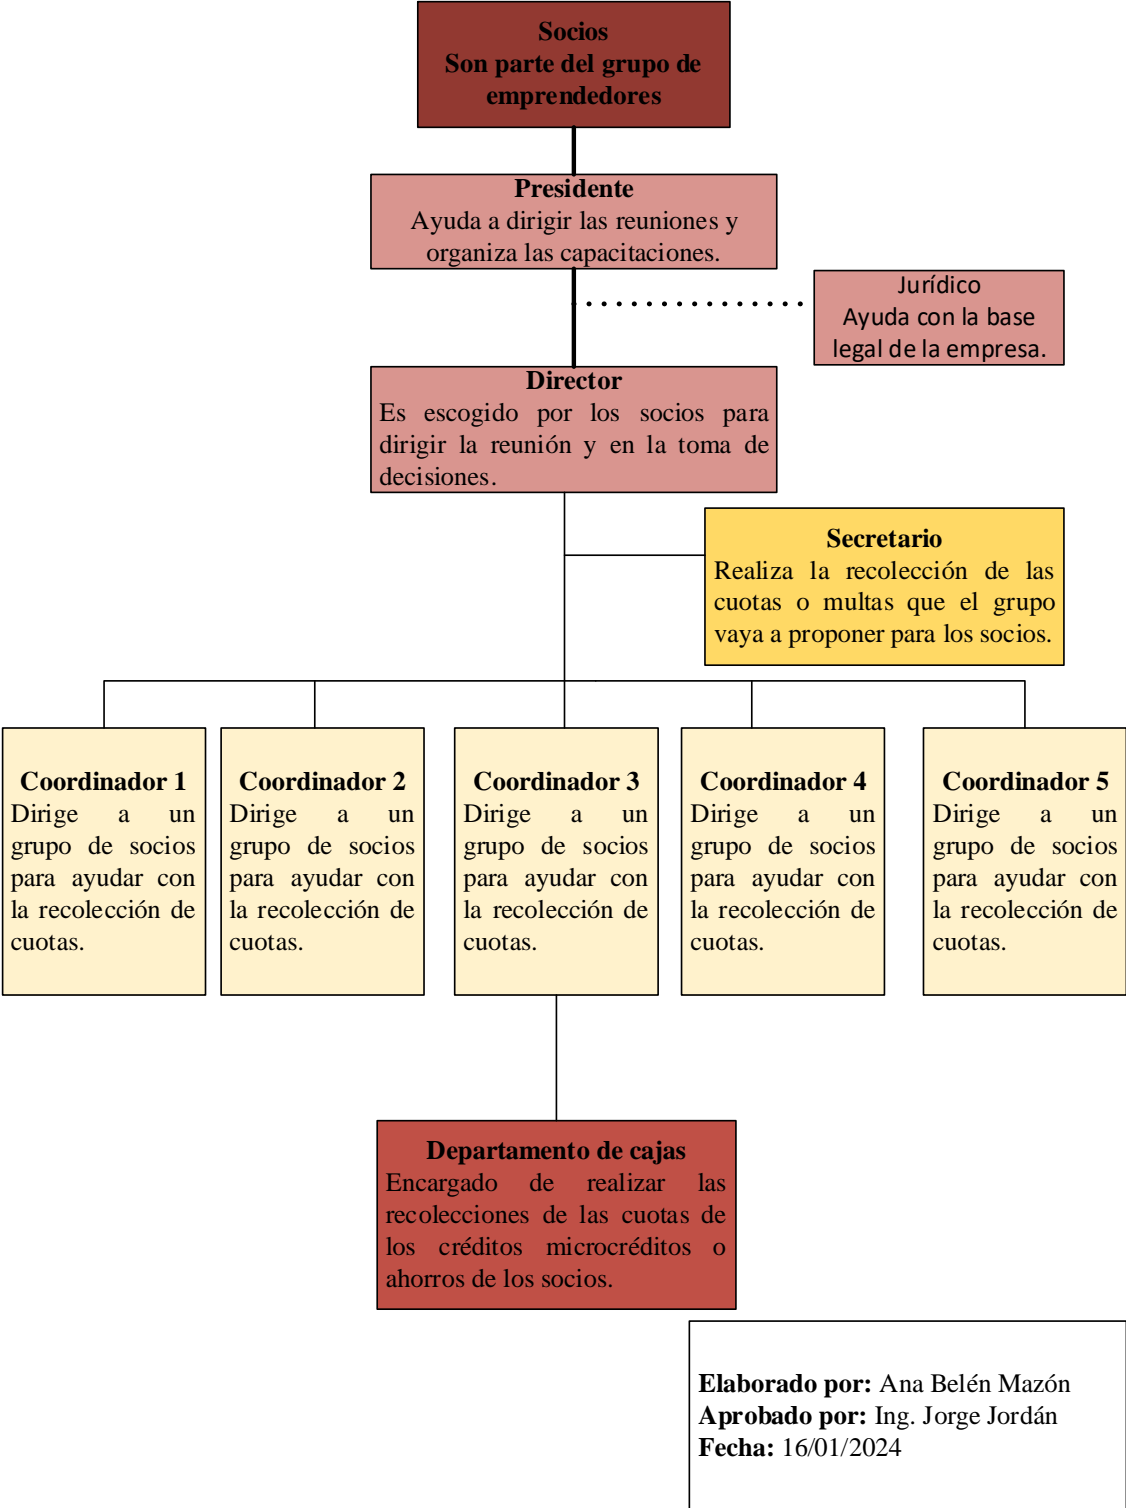 Socios
Son parte del grupo de
emprendedores
Presidente
Ayuda a dirigir las reuniones y
organiza las capacitaciones.
Jurídico
Ayuda con la base
legal de la empresa.
Director
Es escogido por los socios para
dirigir la reunión y en la toma de
decisiones.
Secretario
Realiza la recolección de las
cuotas o multas que el grupo
vaya a proponer para los socios.
Coordinador 1
Dirige a un
grupo de socios
para ayudar con
la recolección de
cuotas.
Coordinador 2
Dirige a un
grupo de socios
para ayudar con
la recolección de
cuotas.
Coordinador 3
Dirige a un
grupo de socios
para ayudar con
la recolección de
cuotas.
Coordinador 4
Dirige a un
grupo de socios
para ayudar con
la recolección de
cuotas.
Coordinador 5
Dirige a un
grupo de socios
para ayudar con
la recolección de
cuotas.
Departamento de cajas
Encargado de realizar las
recolecciones de las cuotas de
los créditos microcréditos o
ahorros de los socios.
Elaborado por: Ana Belén Mazón
Aprobado por: Ing. Jorge Jordán
Fecha: 16/01/2024